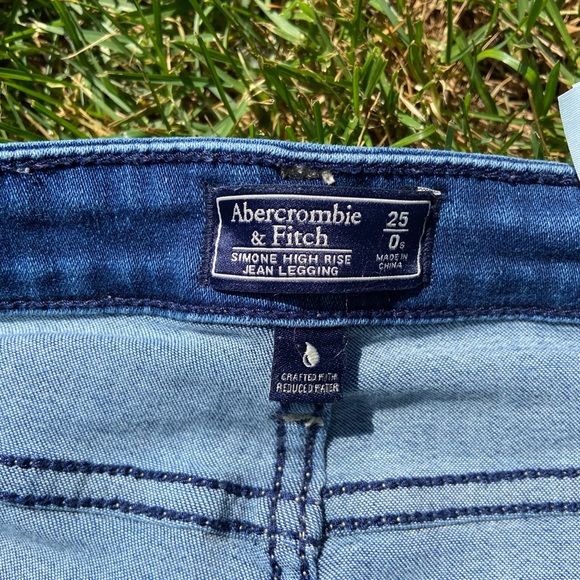 Abercrombie
& Fitch
SIMONE HIGH RISE
JEAN LEGGING
25
0s
MADE IN
CHINA
CRAFTED WITH
REDUCED WATER